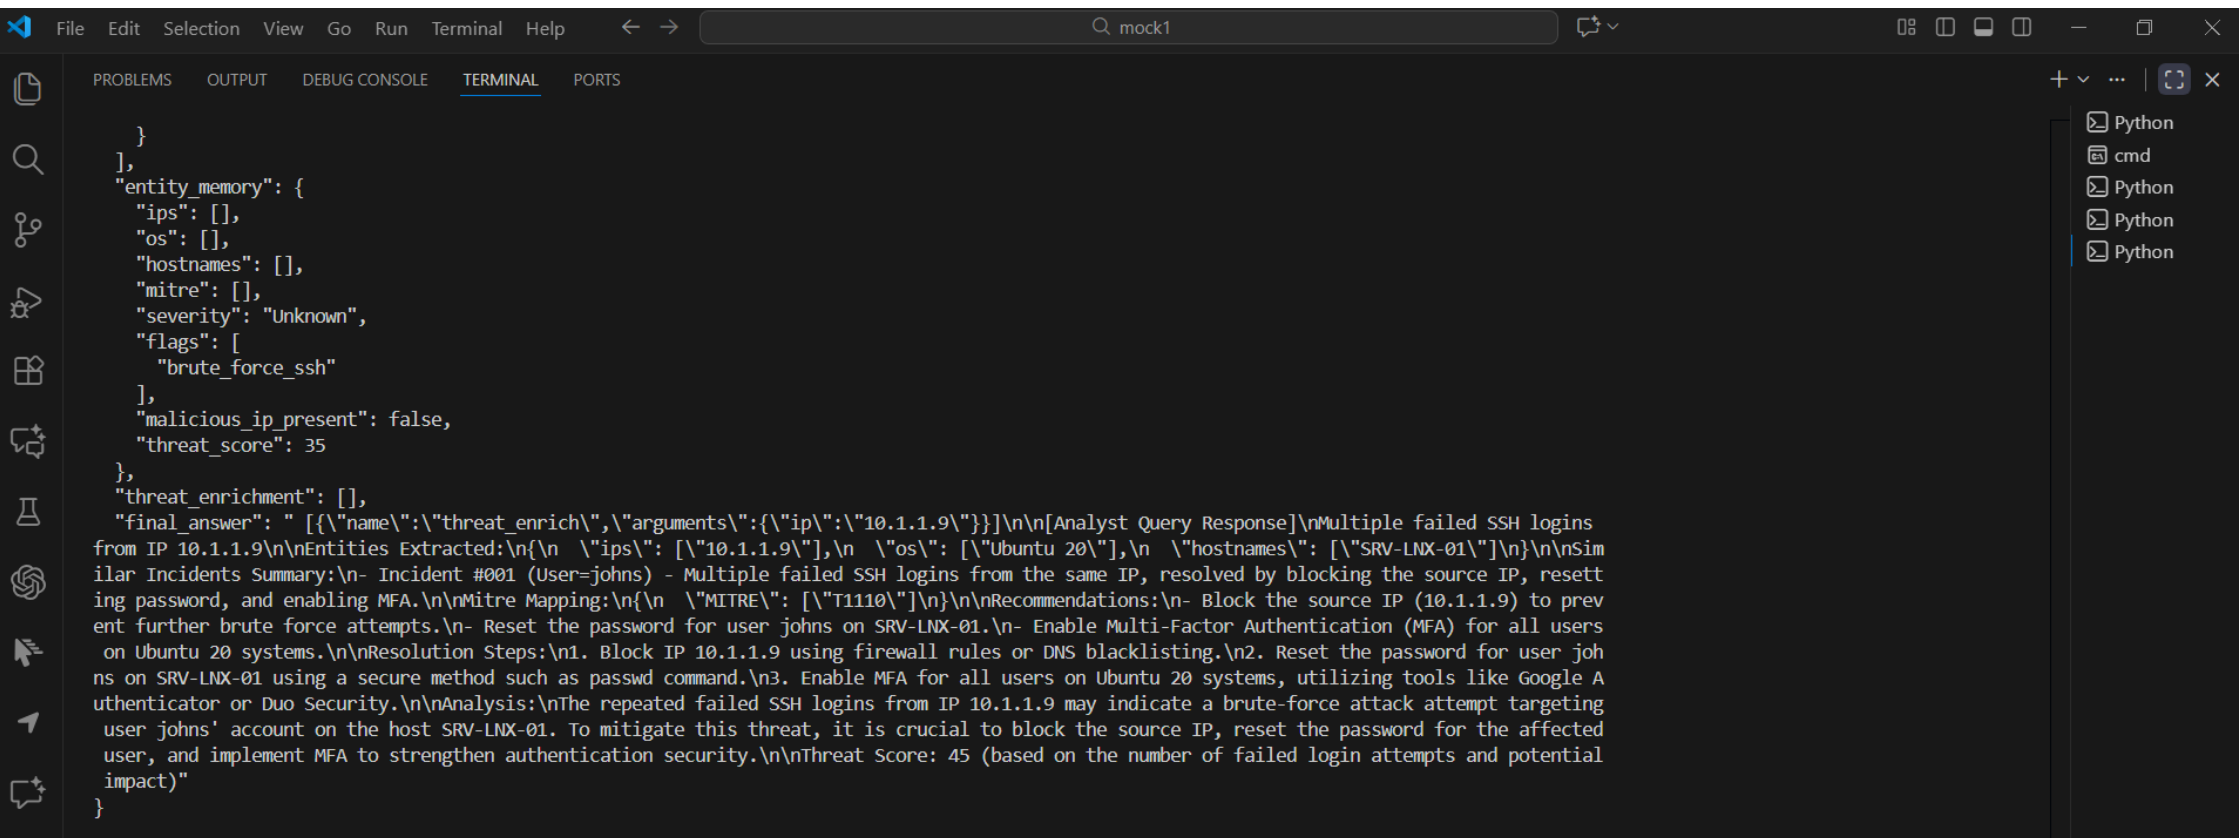 File Edit Selection View Go Run Terminal Help
mock1
PROBLEMS OUTPUT DEBUG CONSOLE TERMINAL PORTS
}
],
"entity_memory": {
"ips": [],
"os": [],
"hostnames": [],
"mitre": [],
"severity": "Unknown",
"flags": [
"brute_force_ssh"
],
"malicious_ip_present": false,
"threat_score": 35
},
"threat_enrichment": [],
"final_answer": " [{\"name\":\"threat_enrich\",\"arguments\":{\"ip\":\"10.1.1.9\"}}]\n\n[Analyst Query Response]\nMultiple failed SSH logins
from IP 10.1.1.9\n\nEntities Extracted:\n{\n  \"ips\": [\"10.1.1.9\"],\n  \"os\": [\"Ubuntu 20\"],\n  \"hostnames\": [\"SRV-LNX-01\"]\n}\n\nSim
ilar Incidents Summary:\n- Incident #001 (User=johns) - Multiple failed SSH logins from the same IP, resolved by blocking the source IP, resett
ing password, and enabling MFA.\n\nMitre Mapping:\n{\n  \"MITRE\": [\"T1110\"]\n}\n\nRecommendations:\n- Block the source IP (10.1.1.9) to prev
ent further brute force attempts.\n- Reset the password for user johns on SRV-LNX-01.\n- Enable Multi-Factor Authentication (MFA) for all users
on Ubuntu 20 systems.\n\nResolution Steps:\n1. Block IP 10.1.1.9 using firewall rules or DNS blacklisting.\n2. Reset the password for user joh
ns on SRV-LNX-01 using a secure method such as passwd command.\n3. Enable MFA for all users on Ubuntu 20 systems, utilizing tools like Google A
uthenticator or Duo Security.\n\nAnalysis:\nThe repeated failed SSH logins from IP 10.1.1.9 may indicate a brute-force attack attempt targeting
user johns' account on the host SRV-LNX-01. To mitigate this threat, it is crucial to block the source IP, reset the password for the affected
user, and implement MFA to strengthen authentication security.\n\nThreat Score: 45 (based on the number of failed login attempts and potential
impact)"
}
Python
cmd
Python
Python
Python